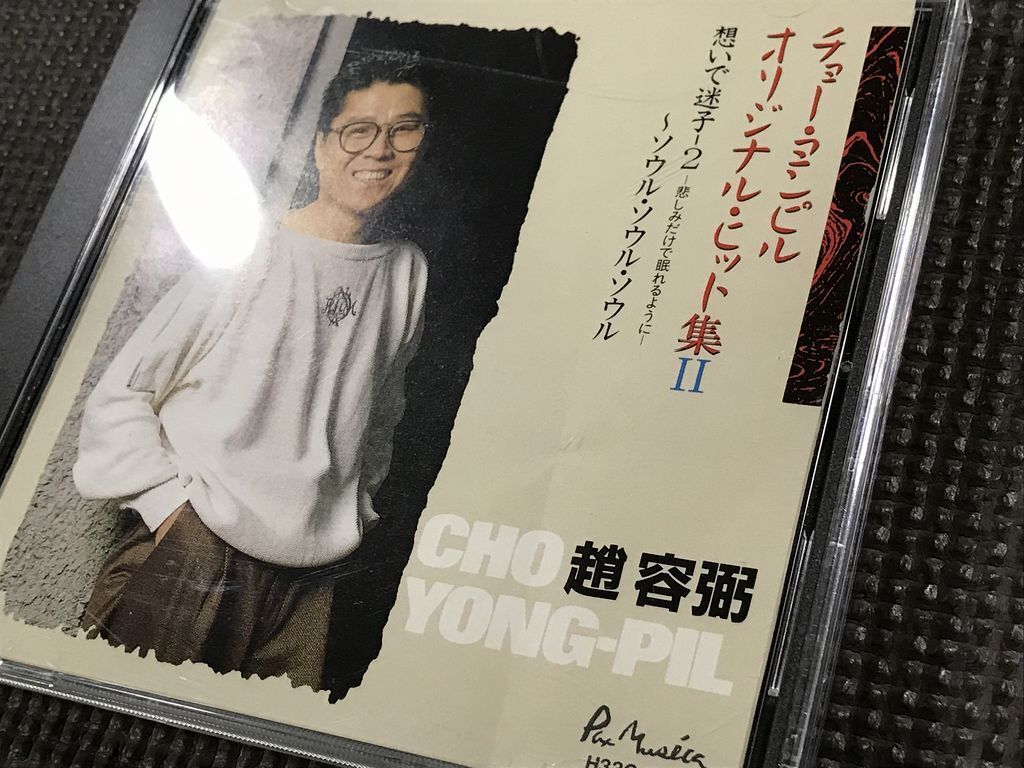 チョー・ヨンピル
オリジナル・ヒット集II
想いで迷子-2 ―悲しみだけで眠れるように―
～ソウル・ソウル・ソウル
CHO
YONG-PIL
趙容弼
Pax Musica